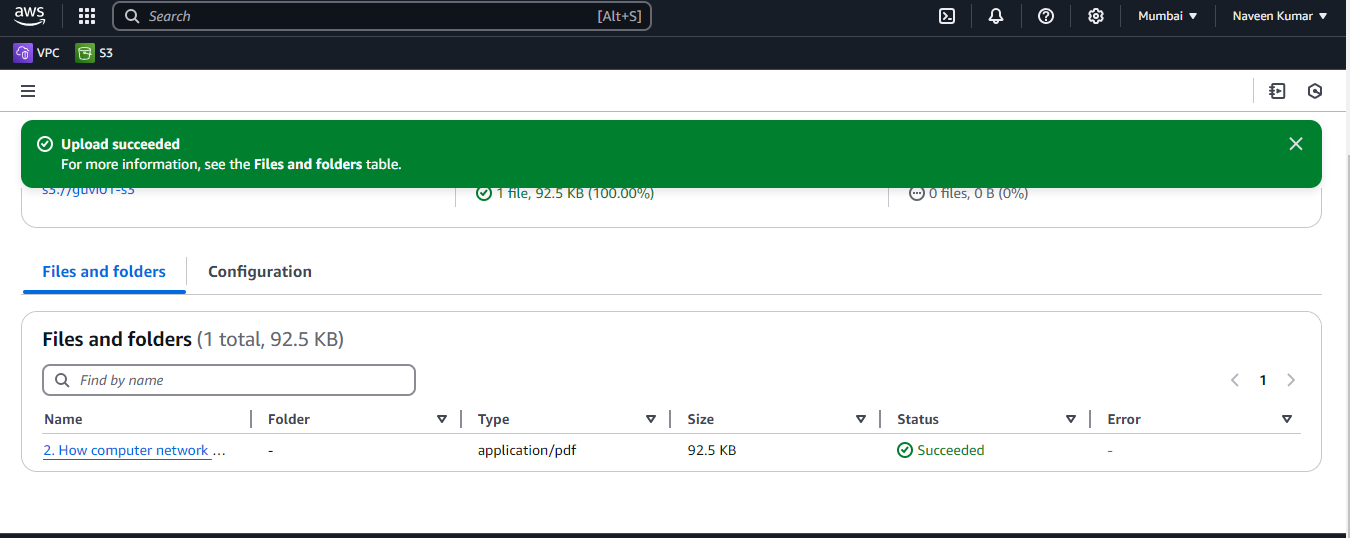 aws
Search [Alt+S] Mumbai Naveen Kumar
VPC S3
Upload succeeded
For more information, see the Files and folders table.
s3://guvi01-s3 1 file, 92.5 KB (100.00%) 0 files, 0 B (0%)
Files and folders Configuration
Files and folders (1 total, 92.5 KB)
Find by name 1
Name Folder Type Size Status Error
2. How computer network ... - application/pdf 92.5 KB Succeeded -